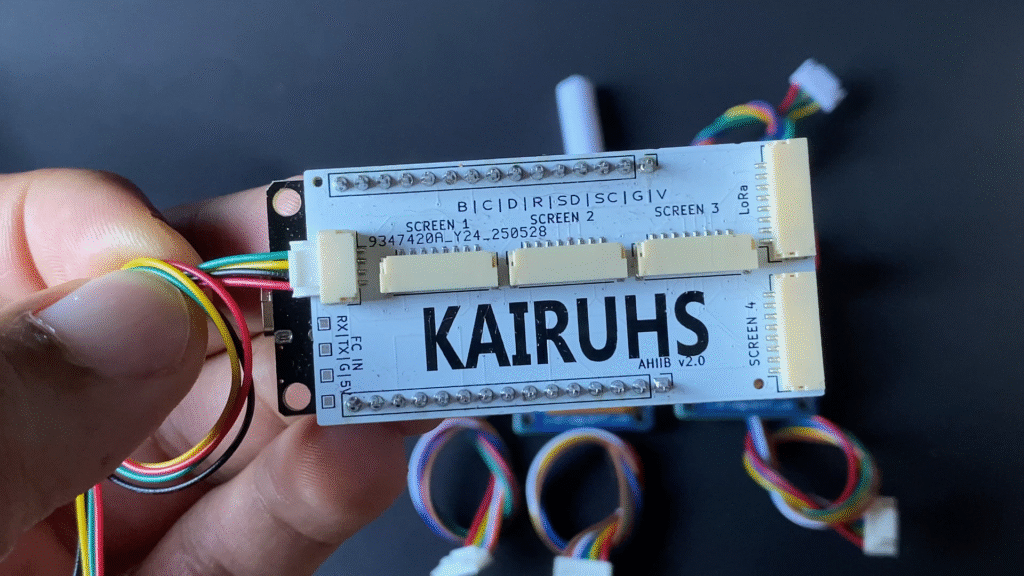 B|C|D|R|SD|SC|G|V
SCREEN 1
SCREEN 2
SCREEN 3
LoRa
_9347420A_Y24_250528
KAIRUHS
AHIIB v2.0
FC IN
RX|TX|G|5V
SCREEN 4